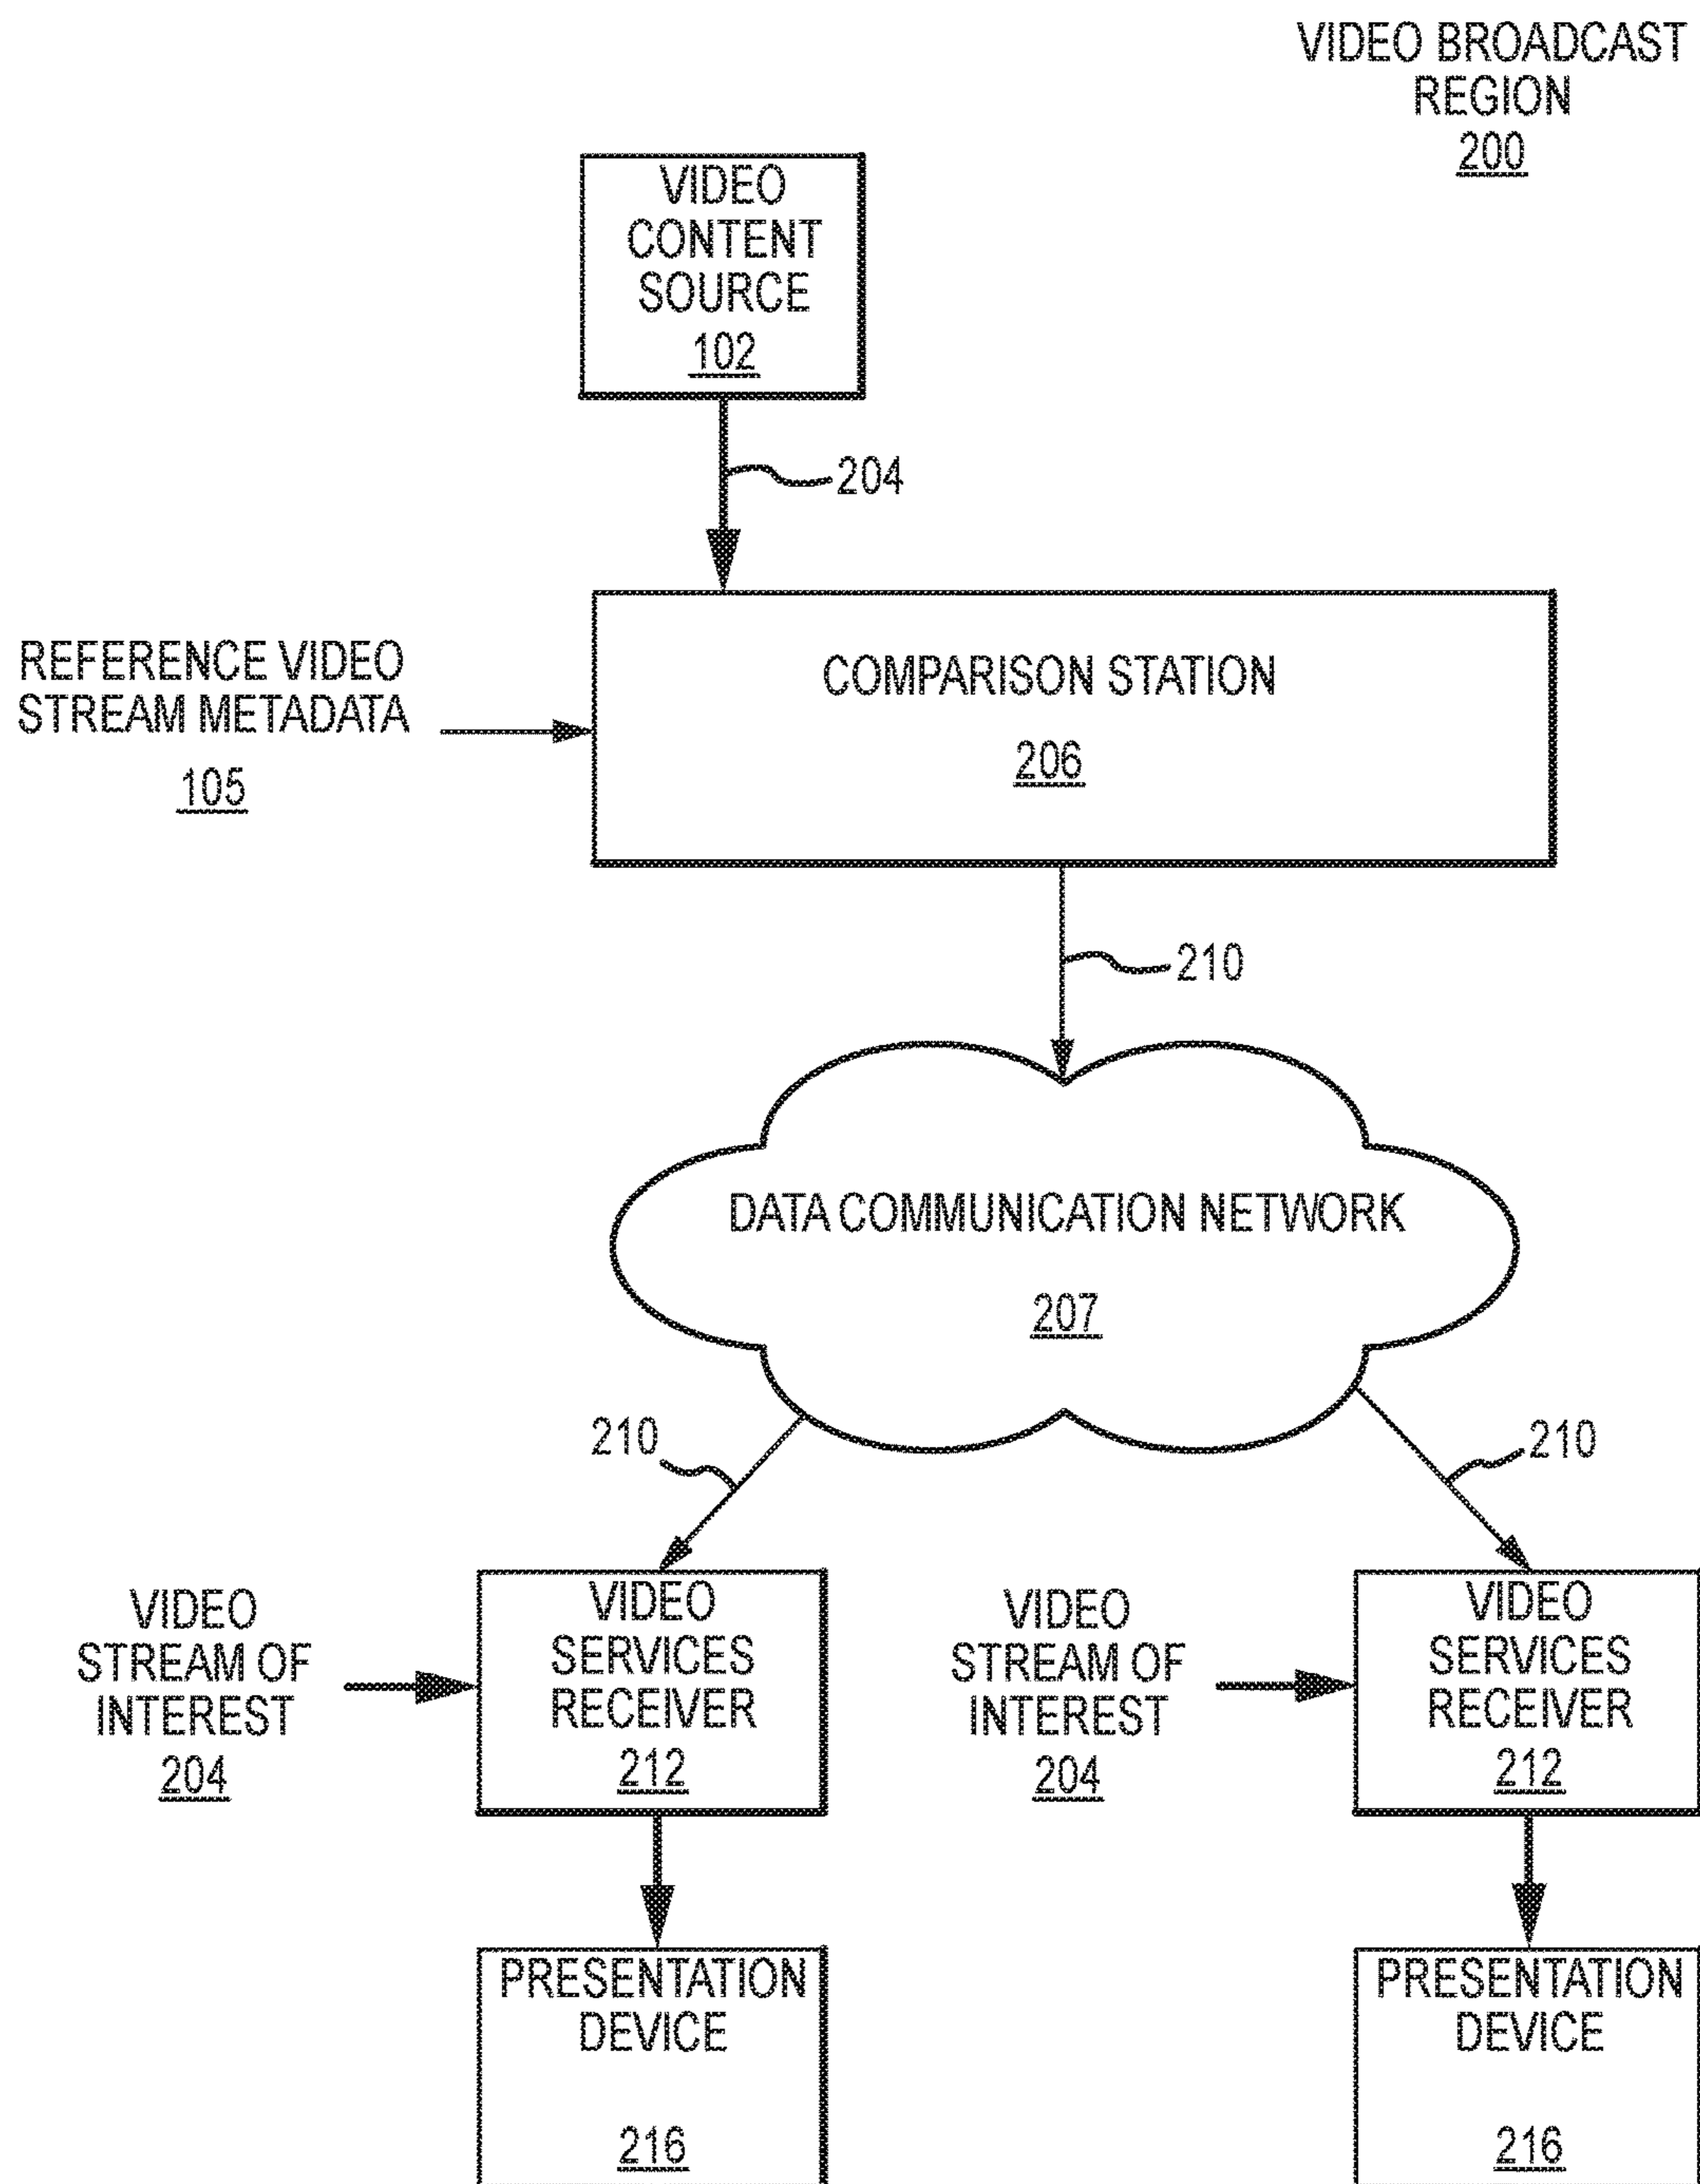 VIDEO BROADCAST
REGION
200
VIDEO
CONTENT
SOURCE
102
204
REFERENCE VIDEO
STREAM METADATA
105
COMPARISON STATION
206
210
DATA COMMUNICATION NETWORK
207
210
210
VIDEO
STREAM OF
INTEREST
204
VIDEO
SERVICES
RECEIVER
212
VIDEO
STREAM OF
INTEREST
204
VIDEO
SERVICES
RECEIVER
212
PRESENTATION
DEVICE
216
PRESENTATION
DEVICE
216